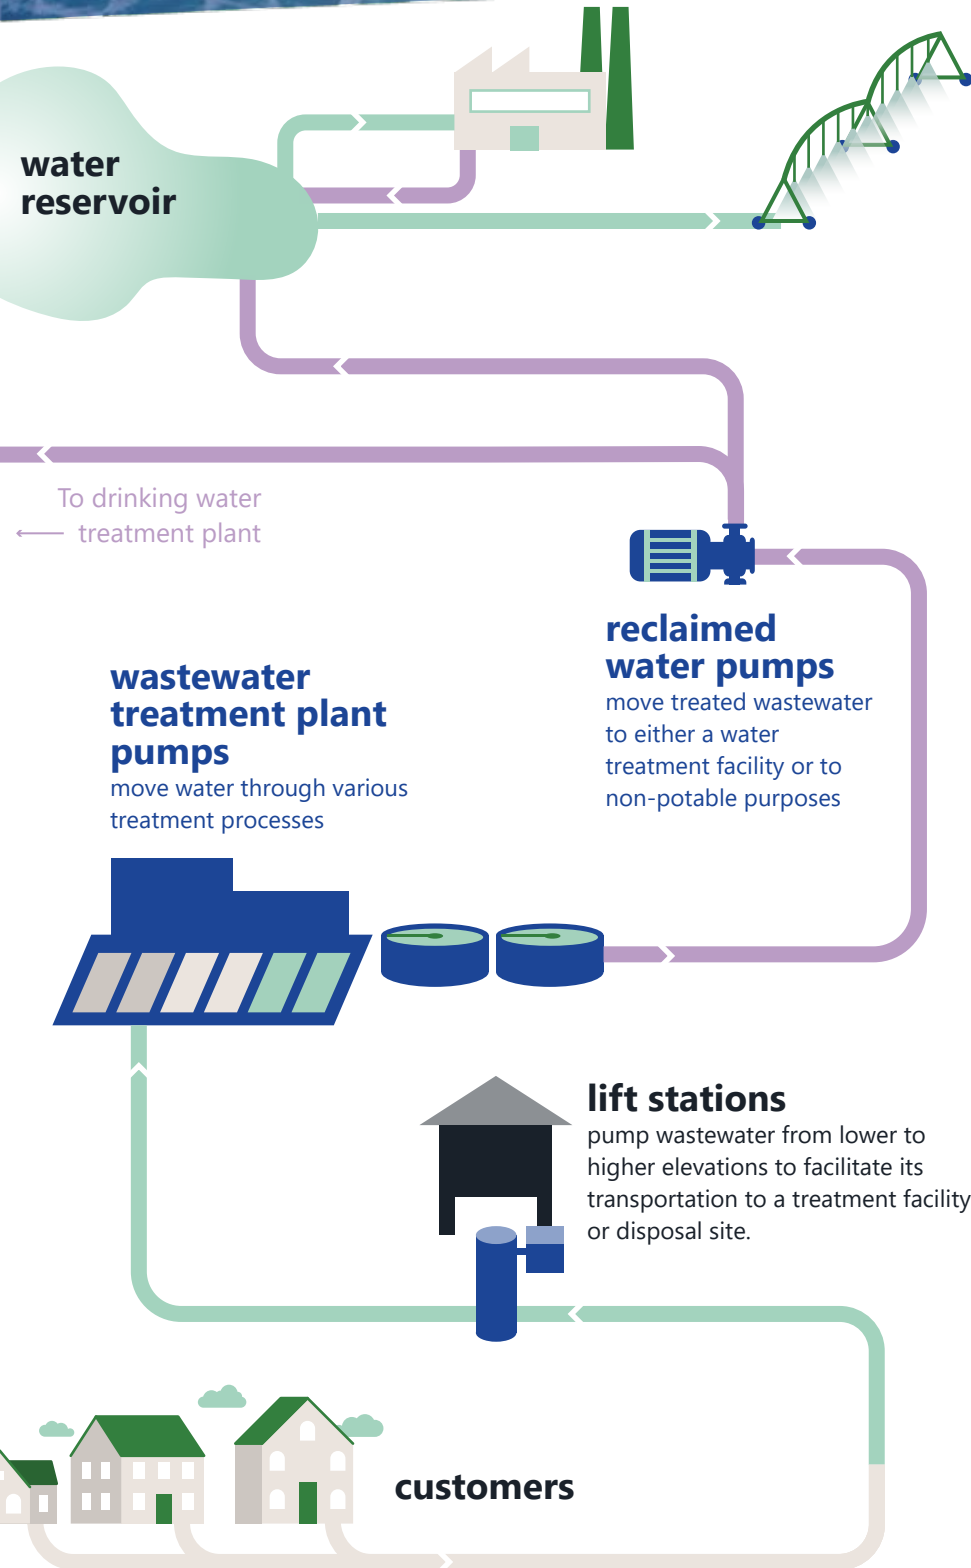 water
reservoir
To drinking water
⟵ treatment plant
reclaimed
water pumps
move treated wastewater
to either a water
treatment facility or to
non-potable purposes
wastewater
treatment plant
pumps
move water through various
treatment processes
lift stations
pump wastewater from lower to
higher elevations to facilitate its
transportation to a treatment facility
or disposal site.
customers